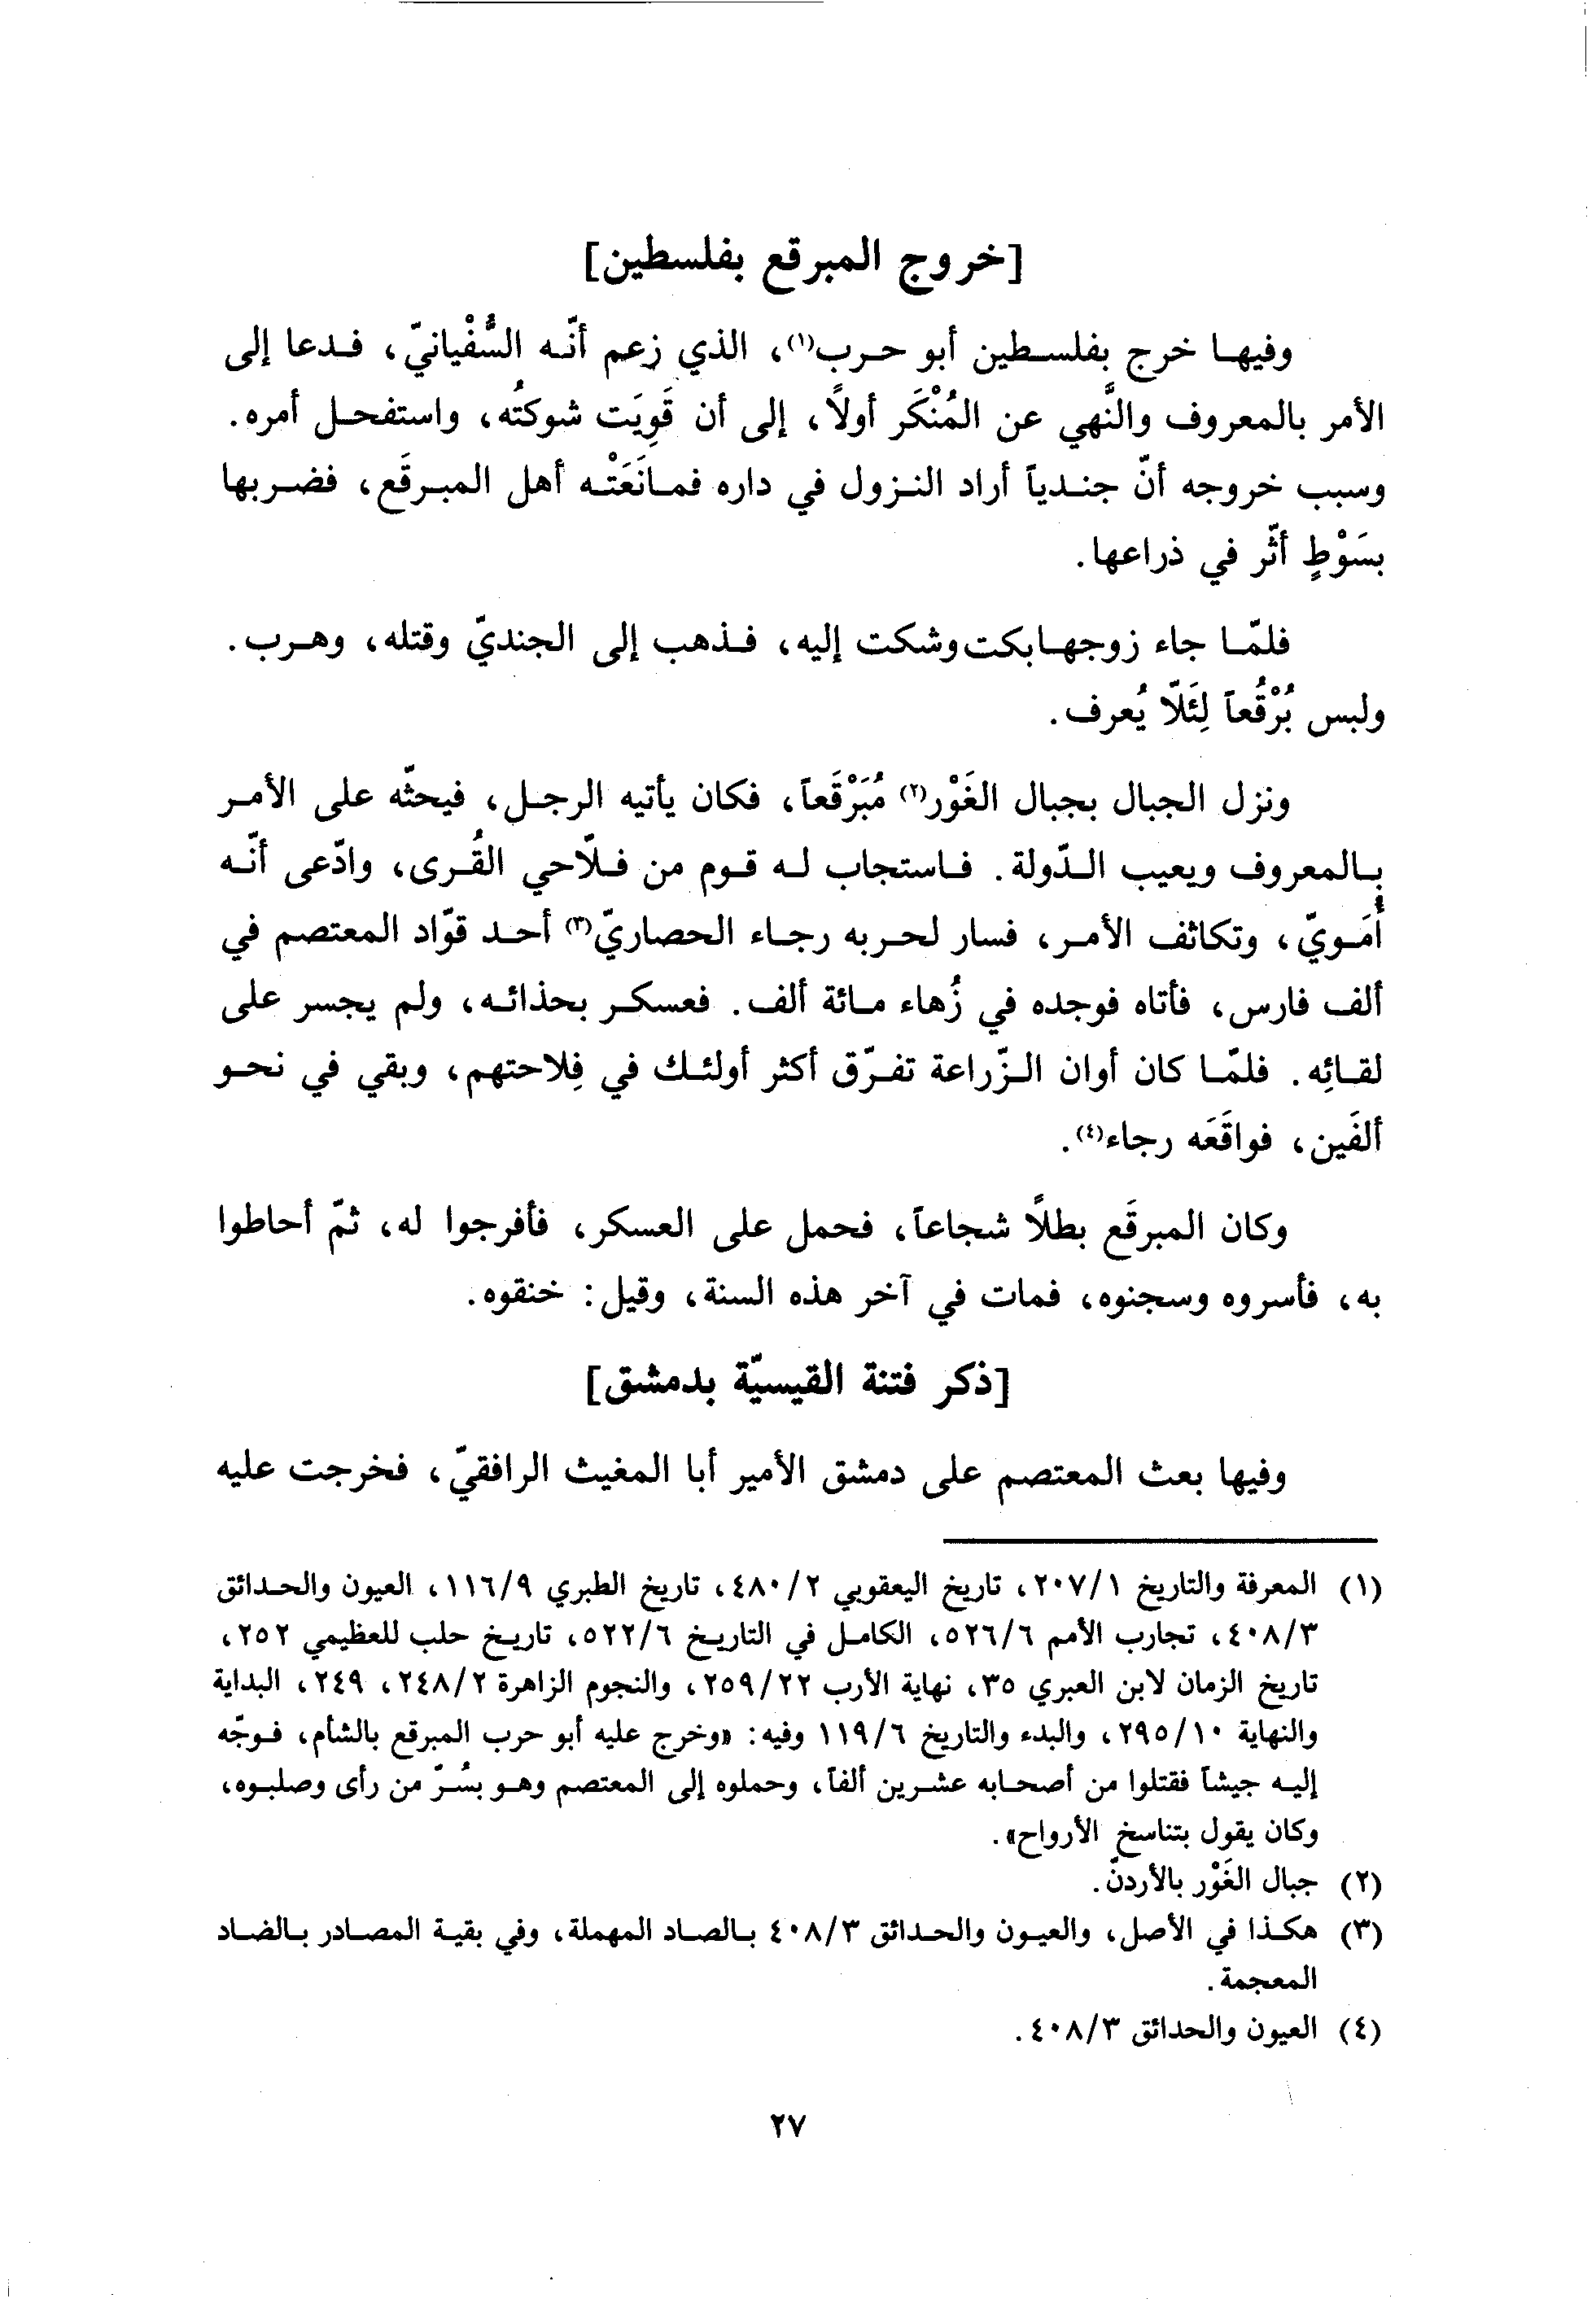 [خروج المبرقع بفلسطين]
وفيها خرج بفلسطين أبو حرب(١)، الذي زعم أنّه السُّفْيانيّ، فدعا إلى
الأمر بالمعروف والنَّهي عن المُنْكَر أولاً، إلى أن قَوِيَت شوكتُه، واستفحل أمره.
وسبب خروجه أنّ جندياً أراد النزول في داره فمانَعَتْه أهل المبرقَع، فضربها
بسَوْطٍ أثّر في ذراعها.
فلمّا جاء زوجها بكت وشكت إليه، فذهب إلى الجنديّ وقتله، وهرب.
ولبس بُرْقُعاً لِئَلّا يُعرف.
ونزل الجبال بجبال الغَوْر(٢) مُبَرْقَعاً، فكان يأتيه الرجل، فيحثّه على الأمر
بالمعروف ويعيب الدّولة. فاستجاب له قوم من فلّاحي القُرى، وادّعى أنّه
أُمَويّ، وتكاثف الأمر، فسار لحربه رجاء الحصاريّ(٣) أحد قوّاد المعتصم في
ألف فارس، فأتاه فوجده في زُهاء مائة ألف. فعسكر بحذائه، ولم يجسر على
لقائِه. فلمّا كان أوان الزّراعة تفرّق أكثر أولئك في فِلاحتهم، وبقي في نحو
ألفَين، فواقَعَه رجاء(٤).
وكان المبرقَع بطلاً شجاعاً، فحمل على العسكر، فأفرجوا له، ثمّ أحاطوا
به، فأسروه وسجنوه، فمات في آخر هذه السنة، وقيل: خنقوه.
[ذكر فتنة القيسيّة بدمشق]
وفيها بعث المعتصم على دمشق الأمير أبا المغيث الرافقيّ، فخرجت عليه
(١) المعرفة والتاريخ ٢٠٧/١، تاريخ اليعقوبي ٤٨٠/٢، تاريخ الطبري ١١٦/٩، العيون والحدائق
٤٠٨/٣، تجارب الأمم ٥٢٦/٦، الكامل في التاريخ ٥٢٢/٦، تاريخ حلب للعظيمي ٢٥٢،
تاريخ الزمان لابن العبري ٣٥، نهاية الأرب ٢٥٩/٢٢، والنجوم الزاهرة ٢٤٨/٢، ٢٤٩، البداية
والنهاية ٢٩٥/١٠، والبدء والتاريخ ١١٩/٦ وفيه: «وخرج عليه أبو حرب المبرقع بالشأم، فوجّه
إليه جيشاً فقتلوا من أصحابه عشرين ألفاً، وحملوه إلى المعتصم وهو بسُرّ من رأى وصلبوه،
وكان يقول بتناسخ الأرواح».
(٢) جبال الغَوْر بالأردنّ.
(٣) هكذا في الأصل، والعيون والحدائق ٤٠٨/٣ بالصاد المهملة، وفي بقية المصادر بالضاد
المعجمة.
(٤) العيون والحدائق ٤٠٨/٣.
٢٧